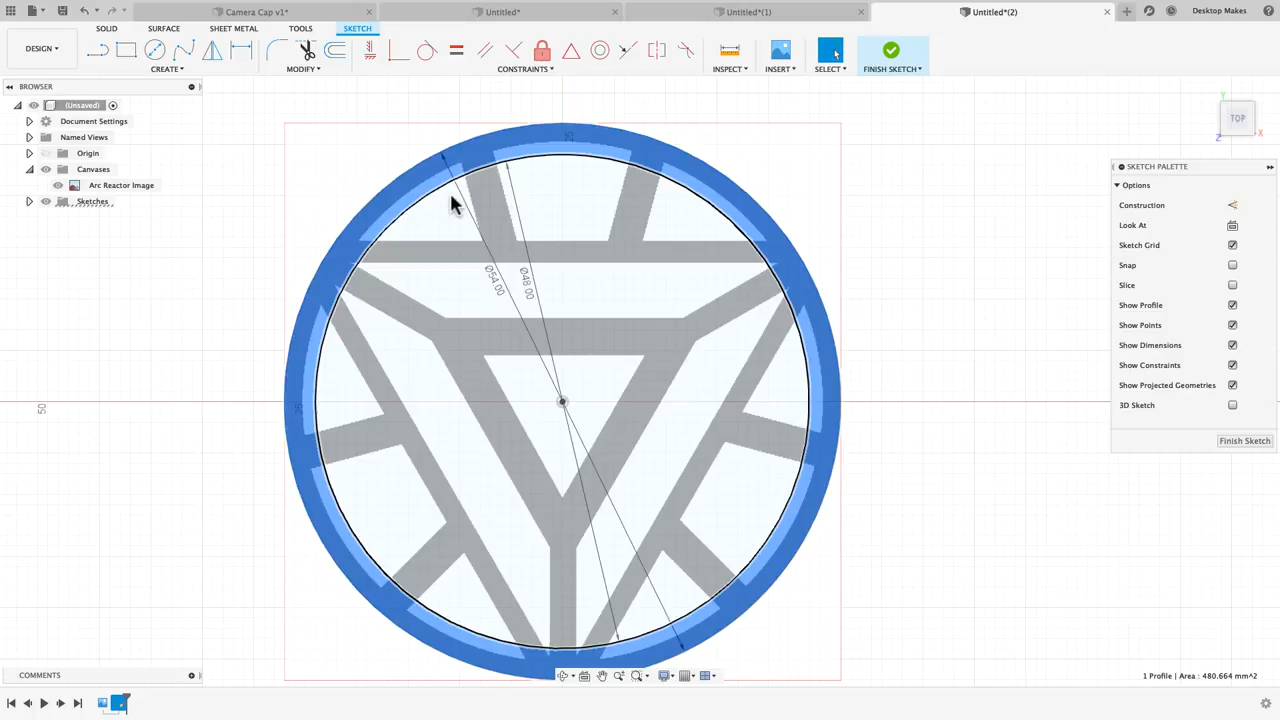 Camera Cap v1*
Untitled*
Untitled*(1)
Untitled*(2)
Desktop Makes
DESIGN
SOLID
SURFACE
SHEET METAL
TOOLS
SKETCH
CREATE
MODIFY
CONSTRAINTS
INSPECT
INSERT
SELECT
FINISH SKETCH
BROWSER
(Unsaved)
Document Settings
Named Views
Origin
Canvases
Arc Reactor Image
Sketches
TOP
Y
X
Z
SKETCH PALETTE
Options
Construction
Look At
Sketch Grid
Snap
Slice
Show Profile
Show Points
Show Dimensions
Show Constraints
Show Projected Geometries
3D Sketch
Finish Sketch
25
Ø54.00
Ø48.00
50
25
COMMENTS
1 Profile | Area : 480.664 mm^2